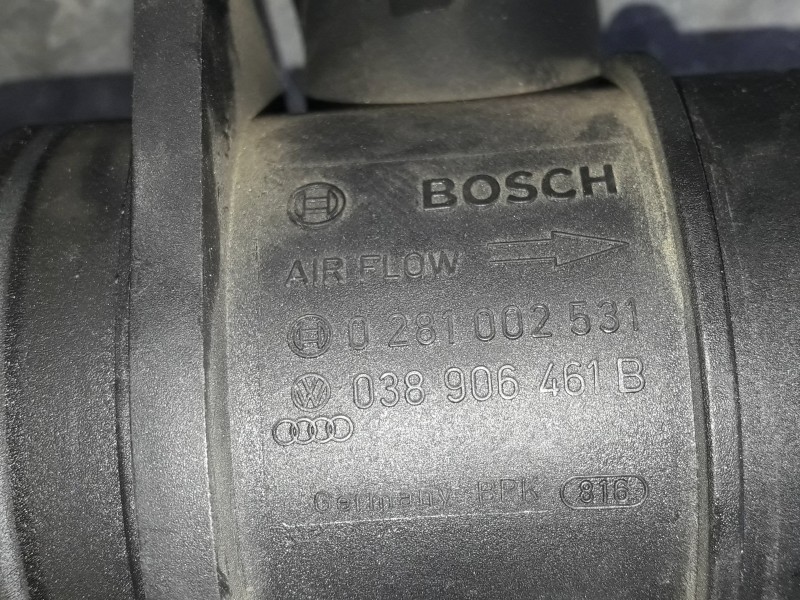 BOSCH
AIR FLOW
0 281 002 531
038 906 461 B
Germany BPK 816